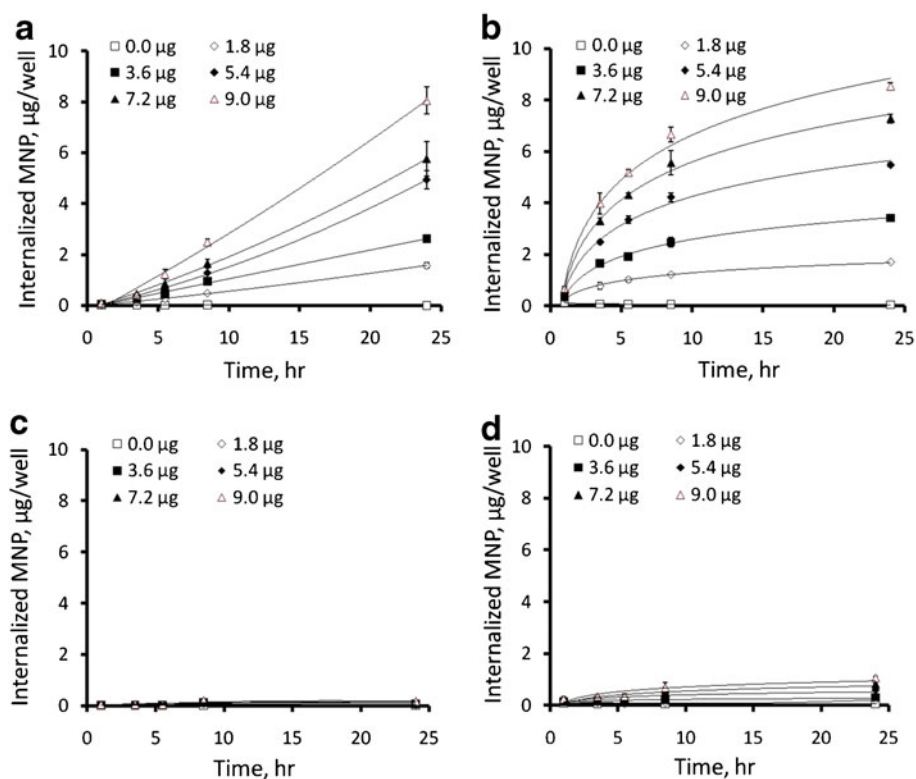 a
0.0 µg 1.8 µg
3.6 µg 5.4 µg
7.2 µg 9.0 µg
Internalized MNP, µg/well
10
8
6
4
2
0
0 5 10 15 20 25
Time, hr
b
0.0 µg 1.8 µg
3.6 µg 5.4 µg
7.2 µg 9.0 µg
Internalized MNP, µg/well
10
8
6
4
2
0
0 5 10 15 20 25
Time, hr
c
0.0 µg 1.8 µg
3.6 µg 5.4 µg
7.2 µg 9.0 µg
Internalized MNP, µg/well
10
8
6
4
2
0
0 5 10 15 20 25
Time, hr
d
0.0 µg 1.8 µg
3.6 µg 5.4 µg
7.2 µg 9.0 µg
Internalized MNP, µg/well
10
8
6
4
2
0
0 5 10 15 20 25
Time, hr